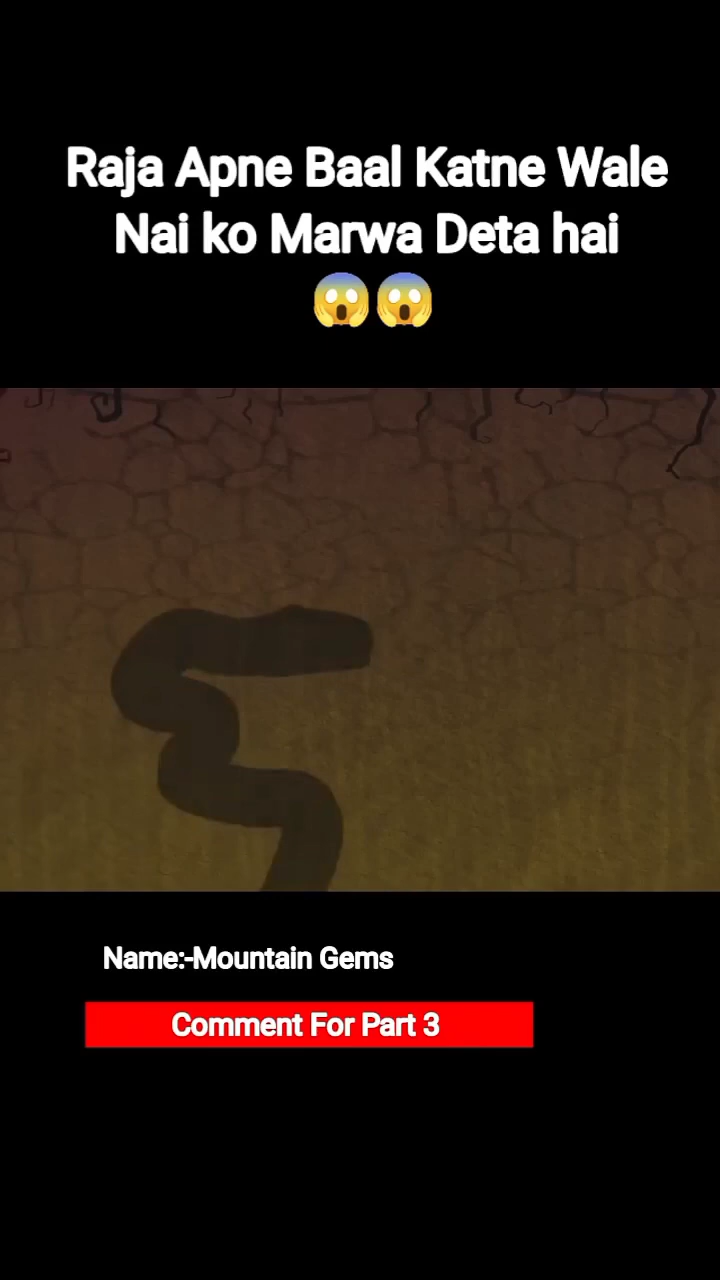 Raja Apne Baal Katne Wale
Nai ko Marwa Deta hai
😱😱
Name:-Mountain Gems
Comment For Part 3